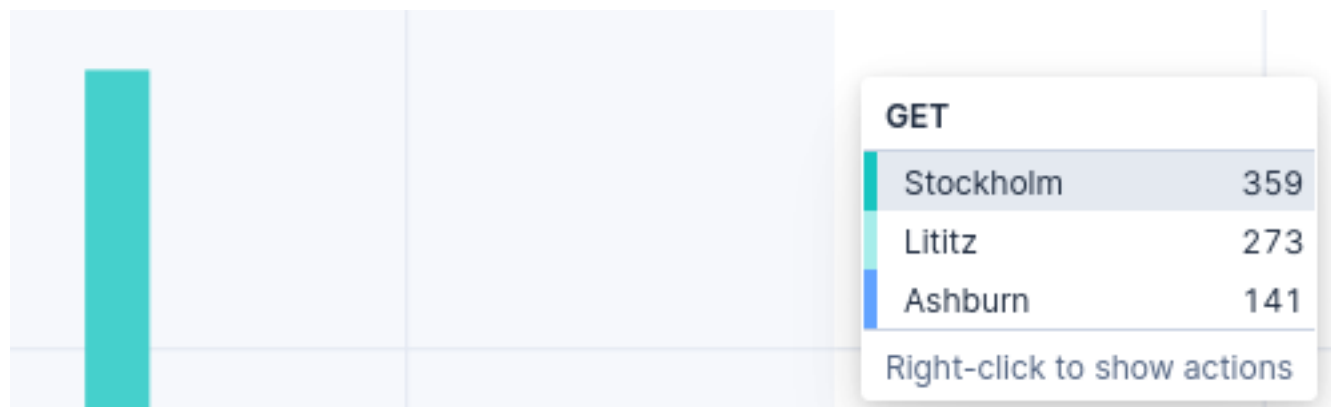 GET
Stockholm 359
Lititz 273
Ashburn 141
Right-click to show actions